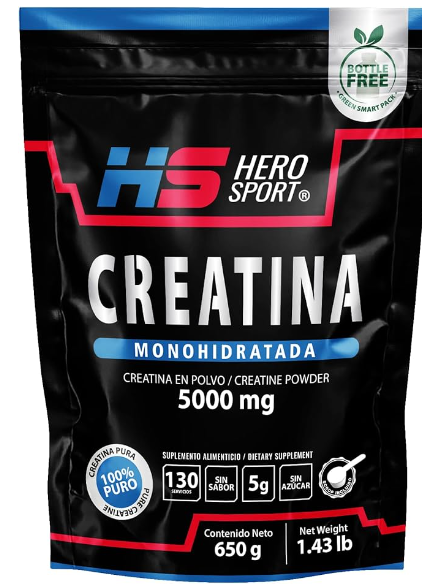 BOTTLE
FREE
• GREEN SMART PACK •
HS HERO
SPORT®
CREATINA
MONOHIDRATADA
CREATINA EN POLVO / CREATINE POWDER
5000 mg
SUPLEMENTO ALIMENTICIO / DIETARY SUPPLEMENT
CREATINA PURA
100%
PURO
PURE CREATINE
130
SERVICIOS
SIN
SABOR
5g
SIN
AZÚCAR
Contenido Neto
650 g
Net Weight
1.43 lb